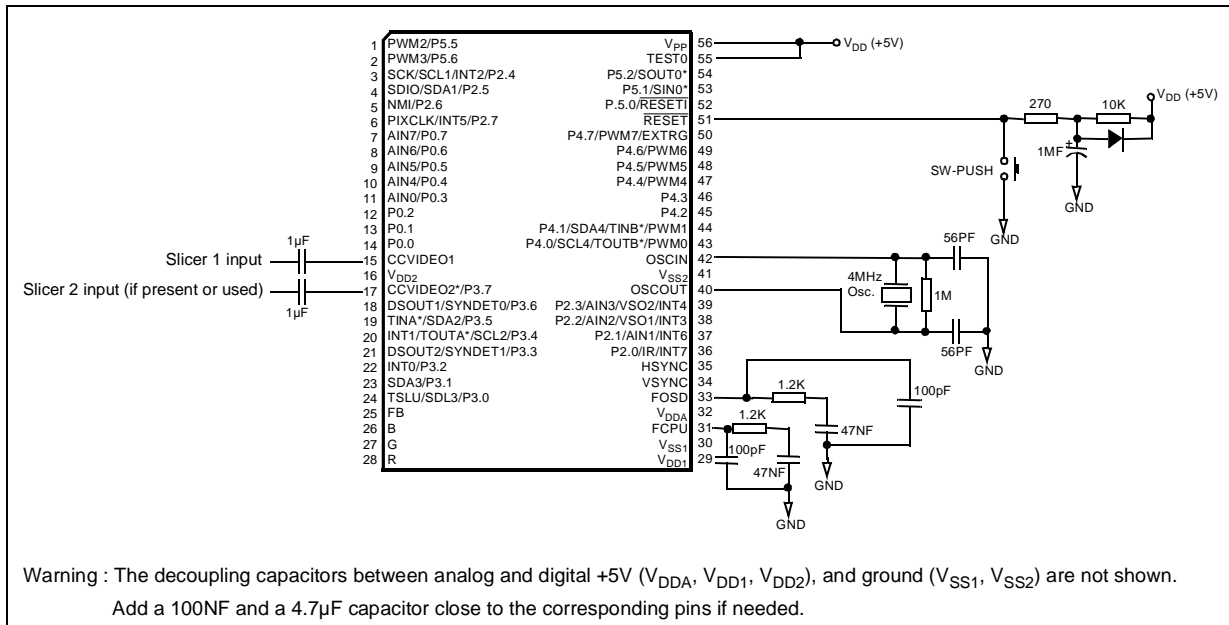 1 PWM2/P5.5
2 PWM3/P5.6
3 SCK/SCL1/INT2/P2.4
4 SDIO/SDA1/P2.5
5 NMI/P2.6
6 PIXCLK/INT5/P2.7
7 AIN7/P0.7
8 AIN6/P0.6
9 AIN5/P0.5
10 AIN4/P0.4
11 AIN0/P0.3
12 P0.2
13 P0.1
14 P0.0
15 CCVIDEO1
16 VDD2
17 CCVIDEO2*/P3.7
18 DSOUT1/SYNDET0/P3.6
19 TINA*/SDA2/P3.5
20 INT1/TOUTA*/SCL2/P3.4
21 DSOUT2/SYNDET1/P3.3
22 INT0/P3.2
23 SDA3/P3.1
24 TSLU/SDL3/P3.0
25 FB
26 B
27 G
28 R
1µF
Slicer 1 input
Slicer 2 input (if present or used)
1µF
VPP 56
TEST0 55
P5.2/SOUT0* 54
P5.1/SIN0* 53
P.5.0/RESETI 52
RESET 51
P4.7/PWM7/EXTRG 50
P4.6/PWM6 49
P4.5/PWM5 48
P4.4/PWM4 47
P4.3 46
P4.2 45
P4.1/SDA4/TINB*/PWM1 44
P4.0/SCL4/TOUTB*/PWM0 43
OSCIN 42
VSS2 41
OSCOUT 40
P2.3/AIN3/VSO2/INT4 39
P2.2/AIN2/VSO1/INT3 38
P2.1/AIN1/INT6 37
P2.0/IR/INT7 36
HSYNC 35
VSYNC 34
FOSD 33
VDDA 32
FCPU 31
VSS1 30
VDD1 29
VDD (+5V)
VDD (+5V)
270
10K
1MF +
SW-PUSH
GND
GND
56PF
4MHz
Osc.
1M
56PF
GND
1.2K
100pF
47NF
GND
1.2K
100pF
47NF
GND
Warning : The decoupling capacitors between analog and digital +5V (VDDA, VDD1, VDD2), and ground (VSS1, VSS2) are not shown.
Add a 100NF and a 4.7µF capacitor close to the corresponding pins if needed.